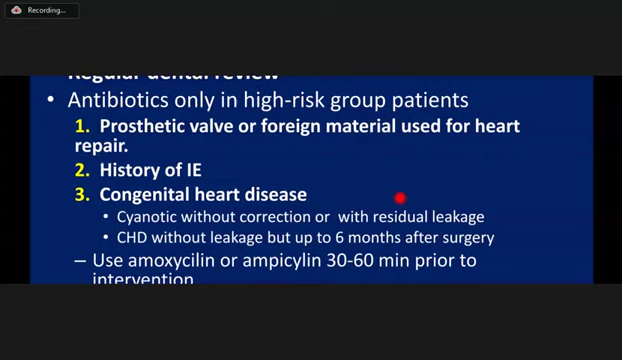 Recording...
Regular dental review
• Antibiotics only in high-risk group patients
1. Prosthetic valve or foreign material used for heart
repair.
2. History of IE
3. Congenital heart disease
• Cyanotic without correction or with residual leakage
• CHD without leakage but up to 6 months after surgery
– Use amoxycilin or ampicylin 30-60 min prior to
intervention